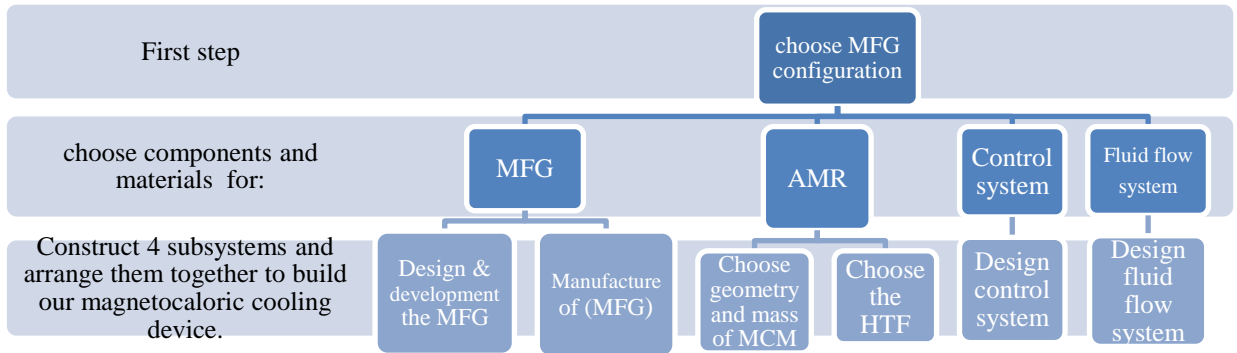 First step
choose MFG
configuration
choose components and
materials for:
MFG
AMR
Control
system
Fluid flow
system
Construct 4 subsystems and
arrange them together to build
our magnetocaloric cooling
device.
Design &
development
the MFG
Manufacture
of (MFG)
Choose
geometry
and mass
of MCM
Choose
the
HTF
Design
control
system
Design
fluid
flow
system